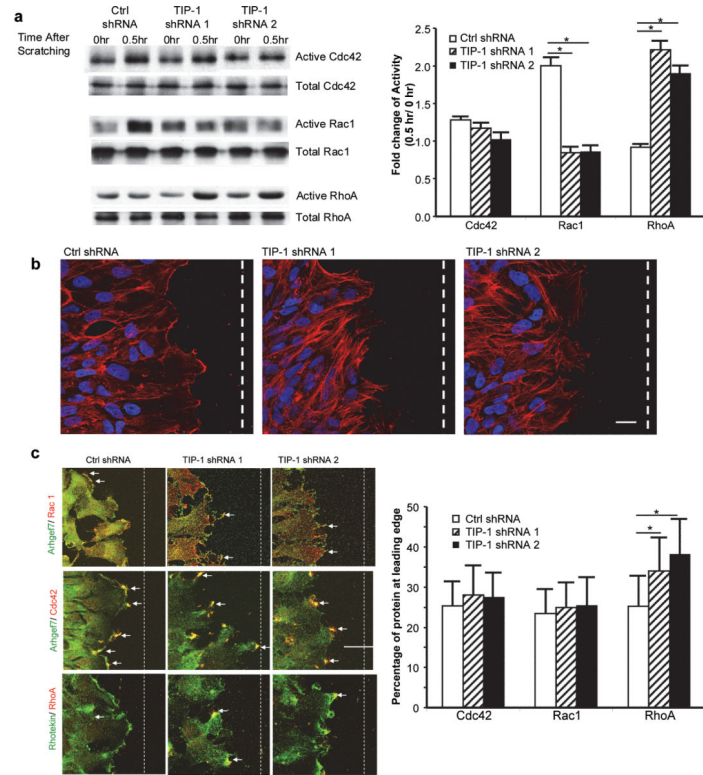 a
Ctrl shRNA
TIP-1 shRNA 1
TIP-1 shRNA 2
Time After Scratching
0hr 0.5hr 0hr 0.5hr 0hr 0.5hr
Active Cdc42
Total Cdc42
Active Rac1
Total Rac1
Active RhoA
Total RhoA
Fold change of Activity
(0.5 hr/ 0 hr)
2.5
2.0
1.5
1.0
0.5
0.0
Ctrl shRNA
TIP-1 shRNA 1
TIP-1 shRNA 2
* * * *
Cdc42 Rac1 RhoA
b
Ctrl shRNA TIP-1 shRNA 1 TIP-1 shRNA 2
c
Ctrl shRNA TIP-1 shRNA 1 TIP-1 shRNA 2
Arhgef7/ Rac 1
Arhgef7/ Cdc42
Rhotekin/ RhoA
Percentage of protein at leading edge
50
40
30
20
10
0
Ctrl shRNA
TIP-1 shRNA 1
TIP-1 shRNA 2
* *
Cdc42 Rac1 RhoA